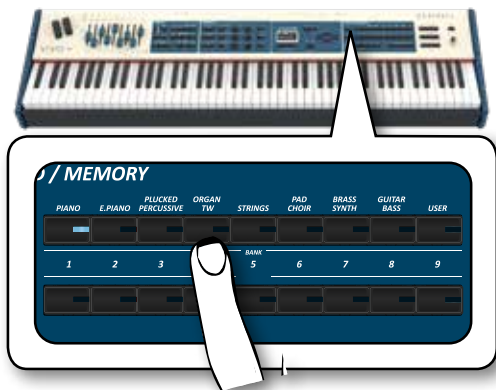 D / MEMORY
PIANO E.PIANO PLUCKED PERCUSSIVE ORGAN TW STRINGS PAD CHOIR BRASS SYNTH GUITAR BASS USER
BANK
1 2 3 5 6 7 8 9